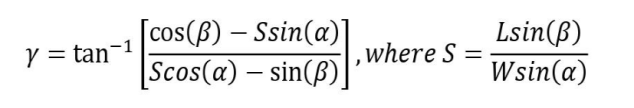 γ = tan⁻¹ [cos(β) − Ssin(α) / Scos(α) − sin(β)], where S = Lsin(β) / Wsin(α)